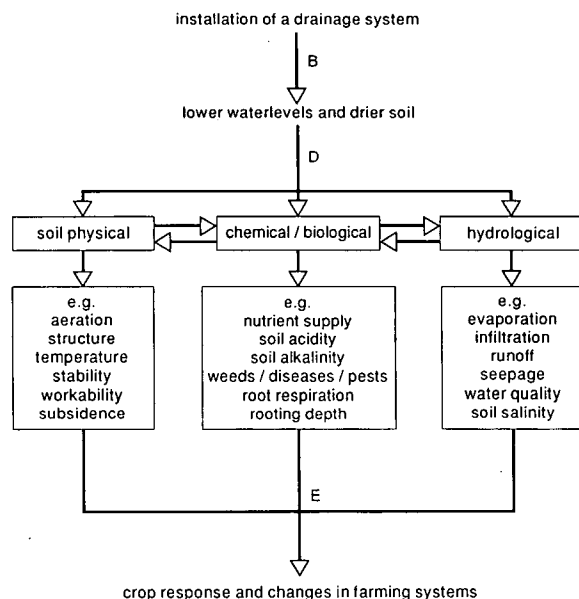 installation of a drainage system
B
lower waterlevels and drier soil
D
soil physical
chemical / biological
hydrological
e.g.
aeration
structure
temperature
stability
workability
subsidence
e.g.
nutrient supply
soil acidity
soil alkalinity
weeds / diseases / pests
root respiration
rooting depth
e.g.
evaporation
infiltration
runoff
seepage
water quality
soil salinity
E
crop response and changes in farming systems